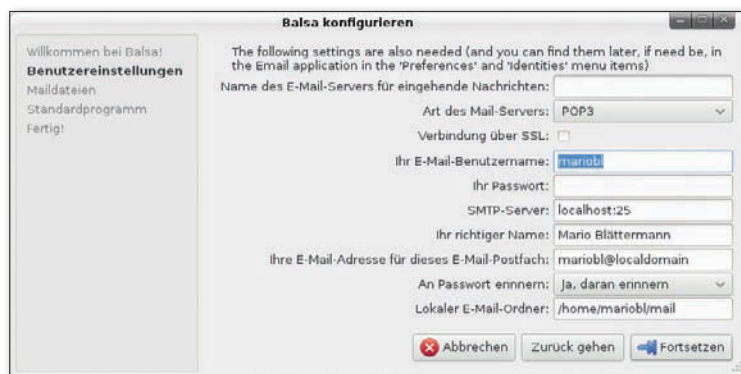 Balsa konfigurieren
Willkommen bei Balsa!
Benutzereinstellungen
Maildateien
Standardprogramm
Fertig!
The following settings are also needed (and you can find them later, if need be, in
the Email application in the 'Preferences' and 'Identities' menu items)
Name des E-Mail-Servers für eingehende Nachrichten:
Art des Mail-Servers: POP3
Verbindung über SSL:
Ihr E-Mail-Benutzername: mariobl
Ihr Passwort:
SMTP-Server: localhost:25
Ihr richtiger Name: Mario Blättermann
Ihre E-Mail-Adresse für dieses E-Mail-Postfach: mariobl@localdomain
An Passwort erinnern: Ja, daran erinnern
Lokaler E-Mail-Ordner: /home/mariobl/mail
Abbrechen Zurück gehen Fortsetzen